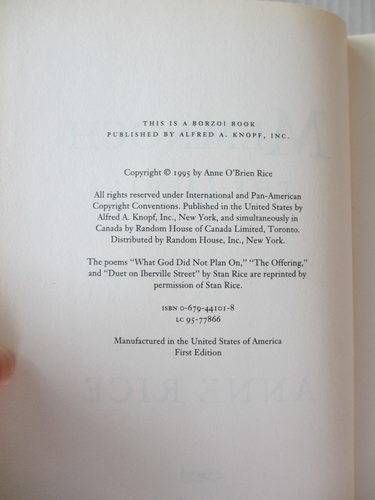 THIS IS A BORZOI BOOK
PUBLISHED BY ALFRED A. KNOPF, INC.
Copyright © 1995 by Anne O'Brien Rice
All rights reserved under International and Pan-American
Copyright Conventions. Published in the United States by
Alfred A. Knopf, Inc., New York, and simultaneously in
Canada by Random House of Canada Limited, Toronto.
Distributed by Random House, Inc., New York.
The poems "What God Did Not Plan On," "The Offering,"
and "Duet on Iberville Street" by Stan Rice are reprinted by
permission of Stan Rice.
ISBN 0-679-44101-8
LC 95-77866
Manufactured in the United States of America
First Edition
ANNE RICE